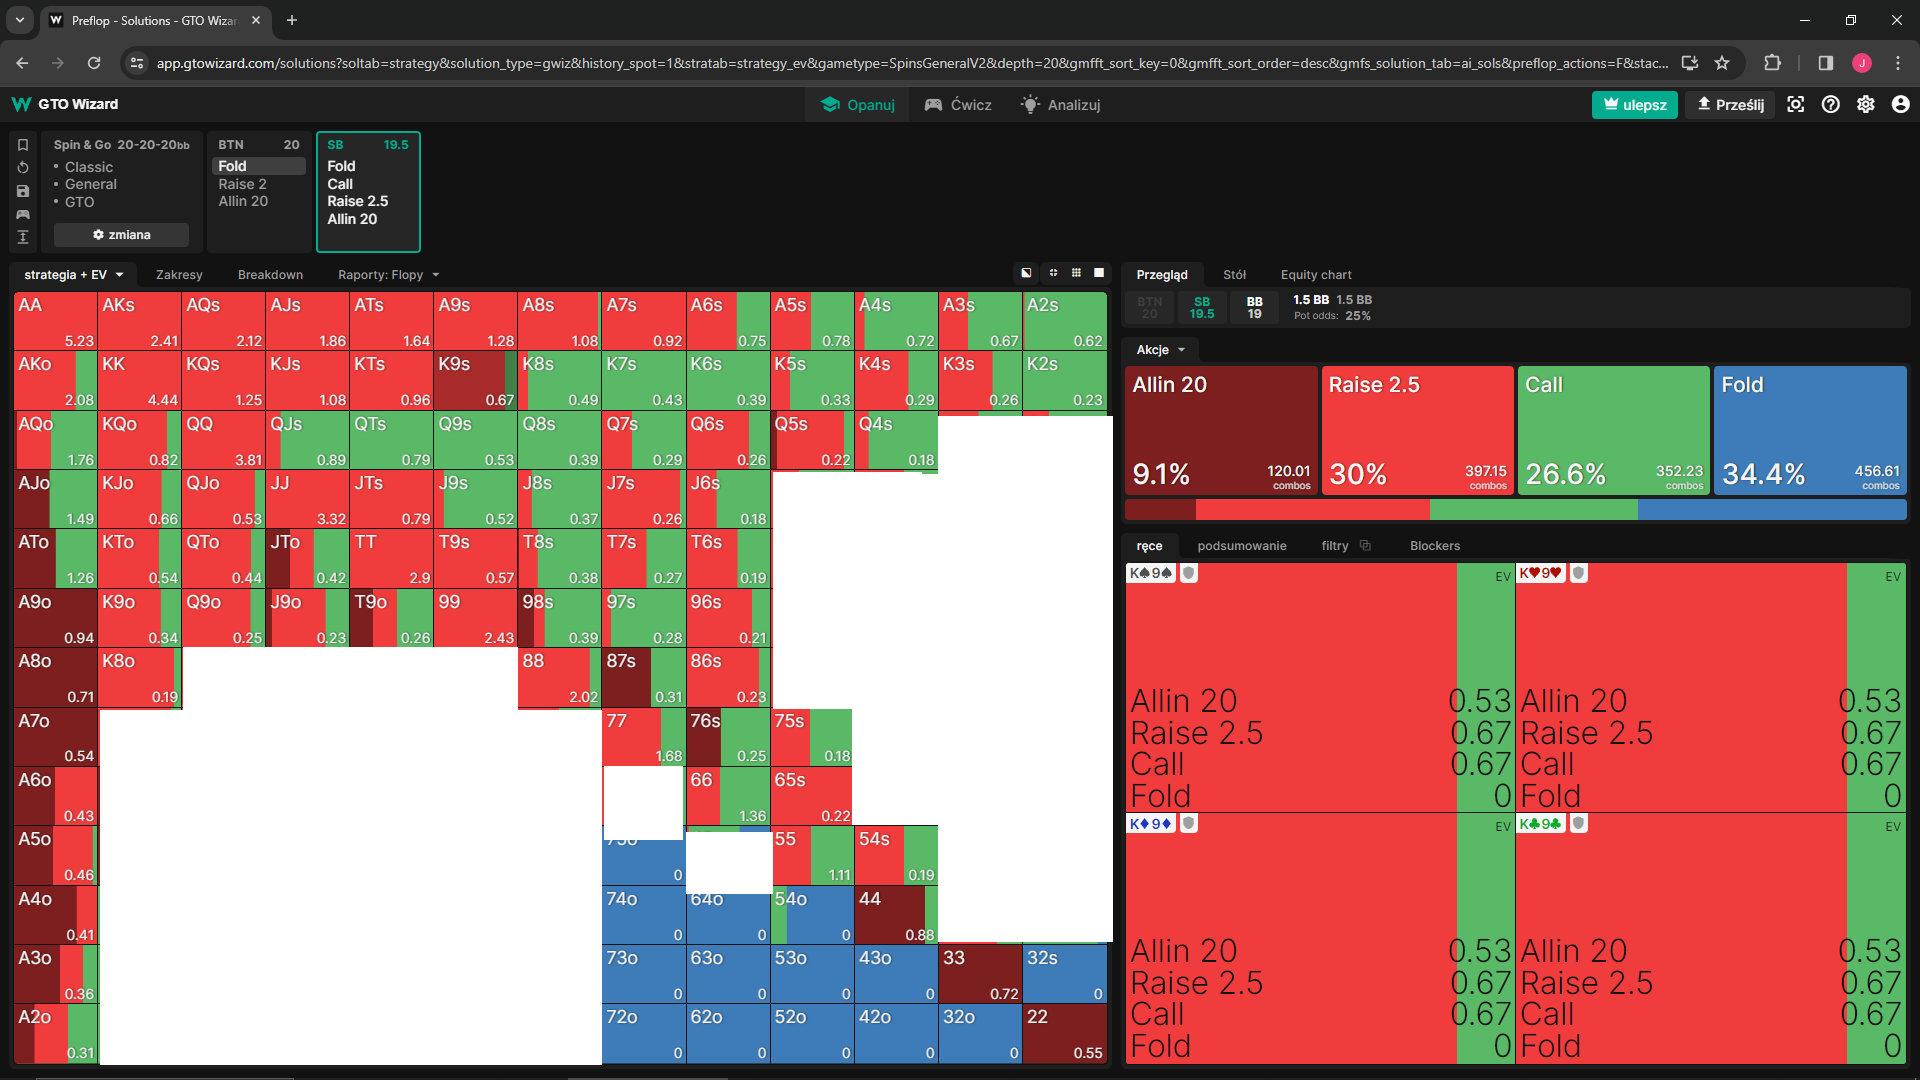 Preflop - Solutions - GTO Wizar
app.gtowizard.com/solutions?soltab=strategy&solution_type=gwiz&history_spot=1&stratab=strategy_ev&gametype=SpinsGeneralV2&depth=20&gmfft_sort_key=0&gmfft_sort_order=desc&gmfs_solution_tab=ai_sols&preflop_actions=F&stac...
J
GTO Wizard
Opanuj
Ćwicz
Analizuj
ulepsz
Prześlij
Spin & Go 20-20-20bb
• Classic
• General
• GTO
zmiana
BTN 20
Fold
Raise 2
Allin 20
SB 19.5
Fold
Call
Raise 2.5
Allin 20
strategia + EV
Zakresy
Breakdown
Raporty: Flopy
AA AKs AQs AJs ATs A9s A8s A7s A6s A5s A4s A3s A2s
5.23 2.41 2.12 1.86 1.64 1.28 1.08 0.92 0.75 0.78 0.72 0.67 0.62
AKo KK KQs KJs KTs K9s K8s K7s K6s K5s K4s K3s K2s
2.08 4.44 1.25 1.08 0.96 0.67 0.49 0.43 0.39 0.33 0.29 0.26 0.23
AQo KQo QQ QJs QTs Q9s Q8s Q7s Q6s Q5s Q4s
1.76 0.82 3.81 0.89 0.79 0.53 0.39 0.29 0.26 0.22 0.18
AJo KJo QJo JJ JTs J9s J8s J7s J6s
1.49 0.66 0.53 3.32 0.79 0.52 0.37 0.26 0.18
ATo KTo QTo JTo TT T9s T8s T7s T6s
1.26 0.54 0.44 0.42 2.9 0.57 0.38 0.27 0.19
A9o K9o Q9o J9o T9o 99 98s 97s 96s
0.94 0.34 0.25 0.23 0.26 2.43 0.39 0.28 0.21
A8o K8o 88 87s 86s
0.71 0.19 2.02 0.31 0.23
A7o 77 76s 75s
0.54 1.68 0.25 0.18
A6o 66 65s
0.43 1.36 0.22
A5o 55 54s
0.46 0 1.11 0.19
A4o 74o 64o 54o 44
0.41 0 0 0 0.88
A3o 73o 63o 53o 43o 33 32s
0.36 0 0 0 0 0.72 0
A2o 72o 62o 52o 42o 32o 22
0.31 0 0 0 0 0 0.55
Przegląd
Stół
Equity chart
BTN 20
SB 19.5
BB 19
1.5 BB 1.5 BB
Pot odds: 25%
Akcje
Allin 20
9.1% 120.01 combos
Raise 2.5
30% 397.15 combos
Call
26.6% 352.23 combos
Fold
34.4% 456.61 combos
ręce
podsumowanie
filtry
Blockers
K♠9♠ EV
Allin 20 0.53
Raise 2.5 0.67
Call 0.67
Fold 0
K♥9♥ EV
Allin 20 0.53
Raise 2.5 0.67
Call 0.67
Fold 0
K♦9♦ EV
Allin 20 0.53
Raise 2.5 0.67
Call 0.67
Fold 0
K♣9♣ EV
Allin 20 0.53
Raise 2.5 0.67
Call 0.67
Fold 0